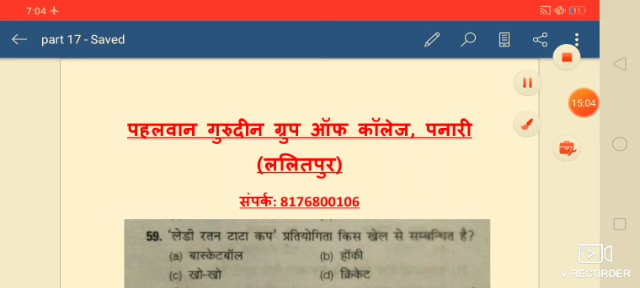 7:04
part 17 - Saved
15:04
पहलवान गुरुदीन ग्रुप ऑफ कॉलेज, पनारी
(ललितपुर)
संपर्क: 8176800106
59. 'लेडी रतन टाटा कप' प्रतियोगिता किस खेल से सम्बन्धित है?
(a) बास्केटबॉल (b) हॉकी
(c) खो-खो (d) क्रिकेट
V RECORDER